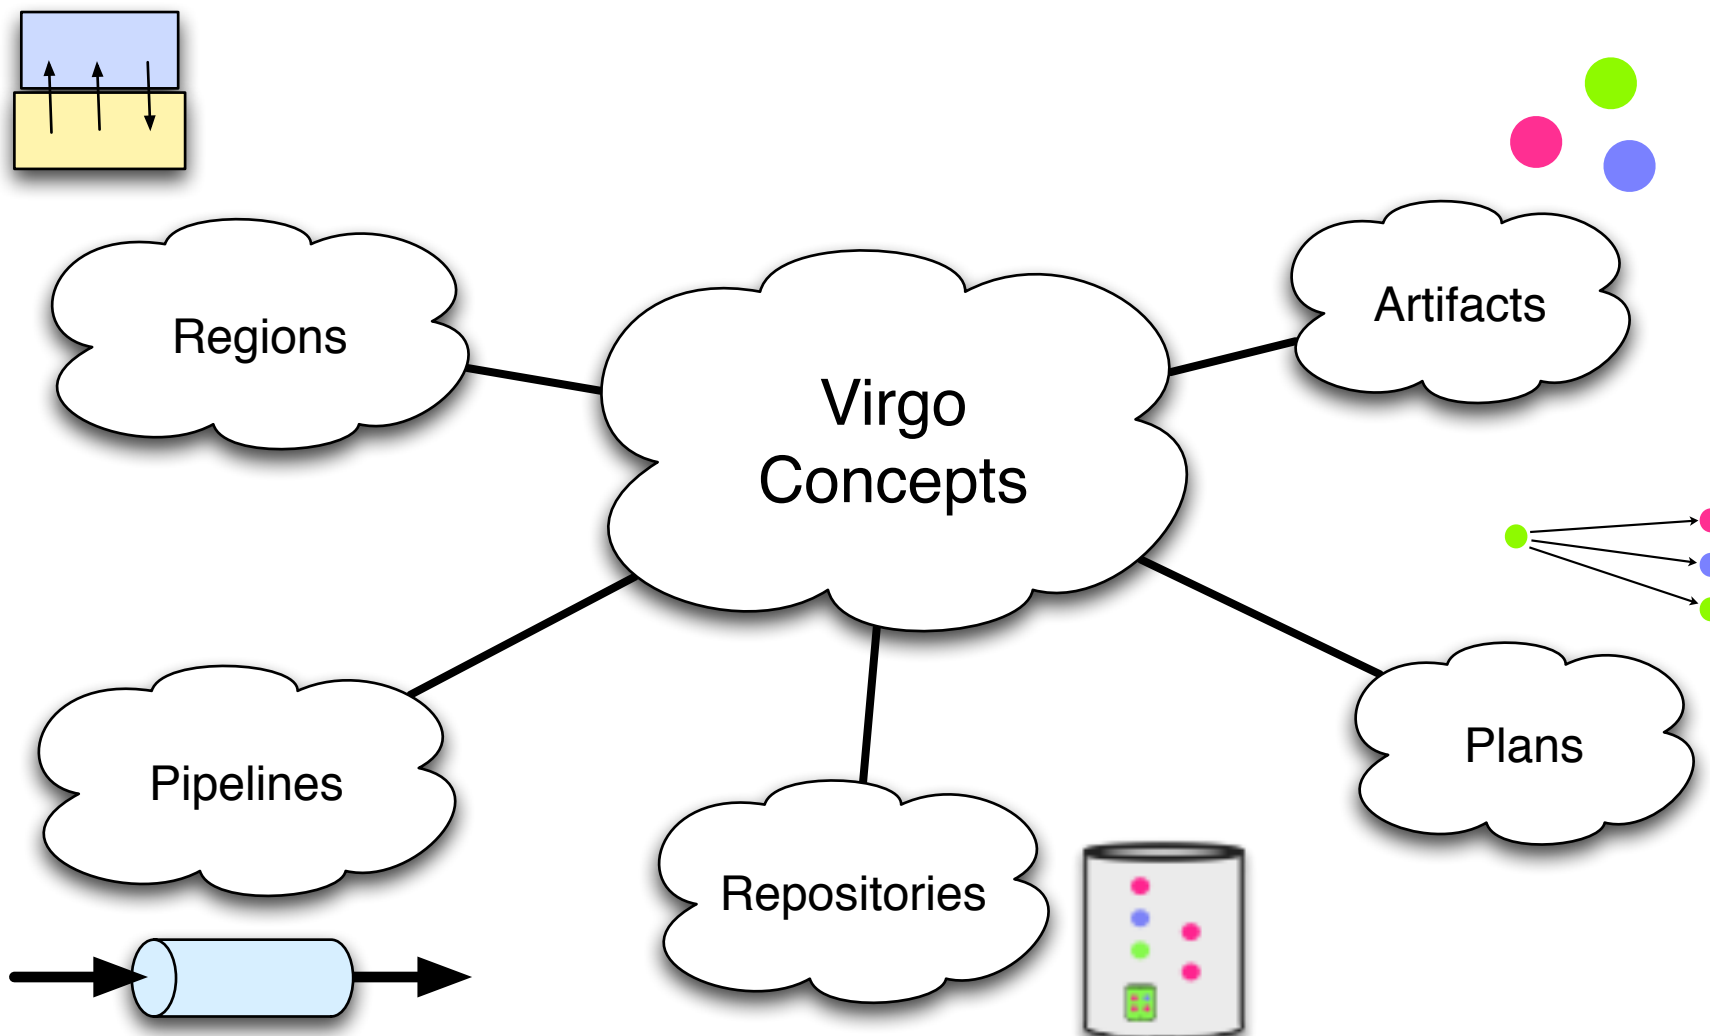 Regions
Artifacts
Virgo
Concepts
Plans
Pipelines
Repositories